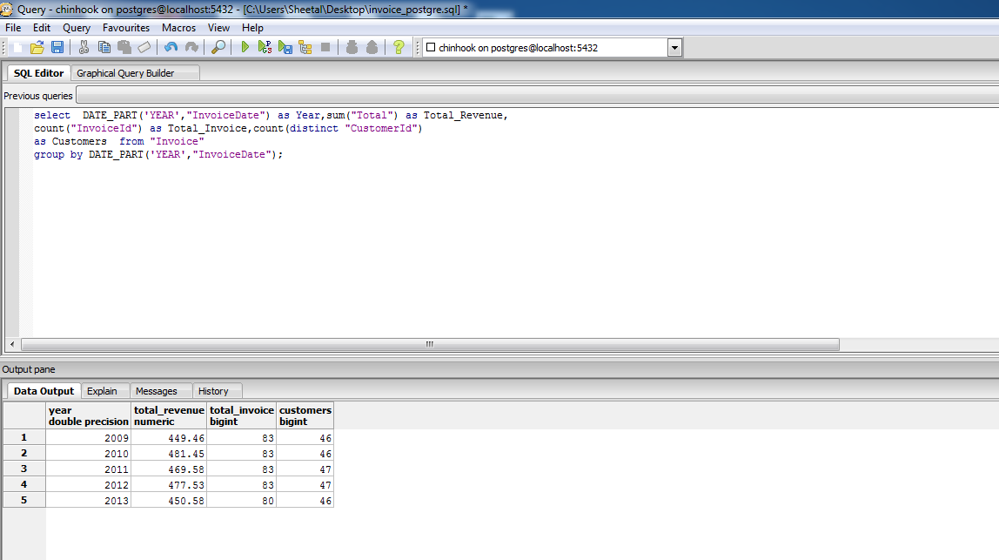 Query - chinhook on postgres@localhost:5432 - [C:\Users\Sheetal\Desktop\invoice_postgre.sql] *
File Edit Query Favourites Macros View Help
chinhook on postgres@localhost:5432
SQL Editor Graphical Query Builder
Previous queries
select  DATE_PART('YEAR',"InvoiceDate") as Year,sum("Total") as Total_Revenue,
count("InvoiceId") as Total_Invoice,count(distinct "CustomerId")
as Customers  from "Invoice"
group by DATE_PART('YEAR',"InvoiceDate");
Output pane
Data Output Explain Messages History
year total_revenue total_invoice customers
double precision numeric bigint bigint
1 2009 449.46 83 46
2 2010 481.45 83 46
3 2011 469.58 83 47
4 2012 477.53 83 47
5 2013 450.58 80 46